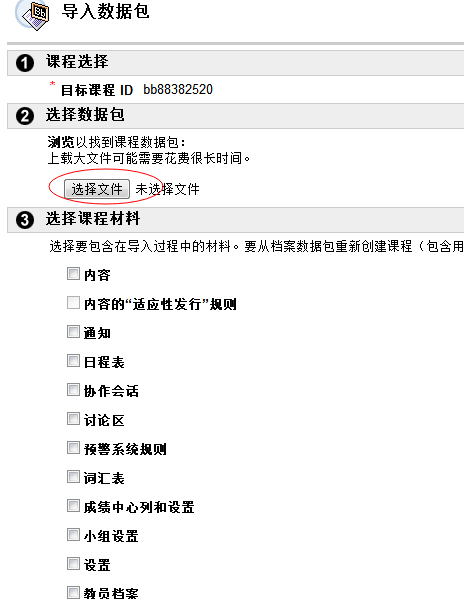 Bb
导入数据包
1 课程选择
* 目标课程 ID bb88382520
2 选择数据包
浏览以找到课程数据包:
上载大文件可能需要花费很长时间。
选择文件 未选择文件
3 选择课程材料
选择要包含在导入过程中的材料。要从档案数据包重新创建课程（包含用
内容
内容的“适应性发行”规则
通知
日程表
协作会话
讨论区
预警系统规则
词汇表
成绩中心列和设置
小组设置
设置
教员档案